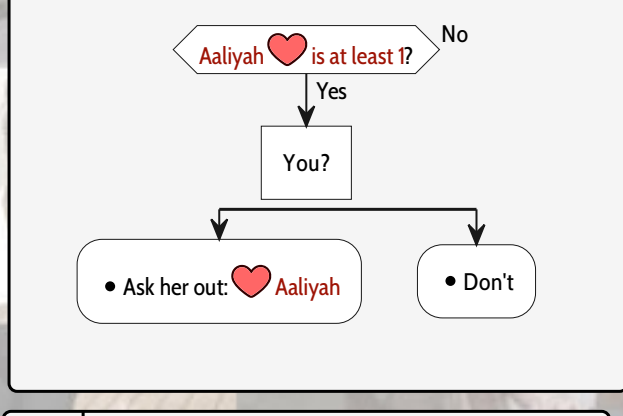 No
Aaliyah ❤ is at least 1?
Yes
You?
• Ask her out: ❤ Aaliyah
• Don't